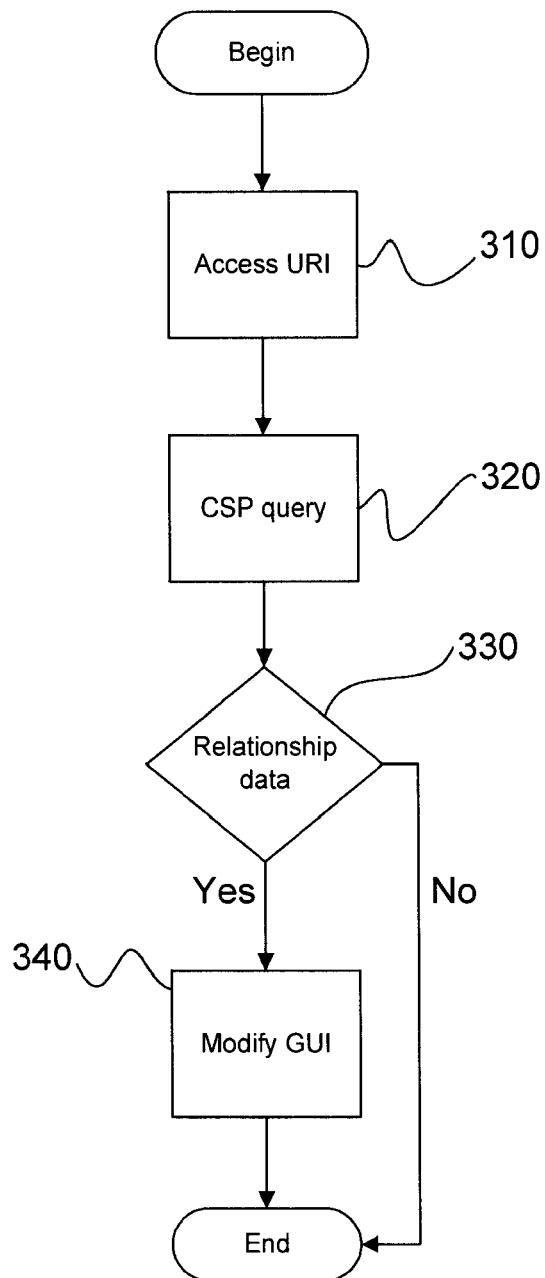 Begin
Access URI
310
CSP query
320
330
Relationship
data
Yes
No
340
Modify GUI
End